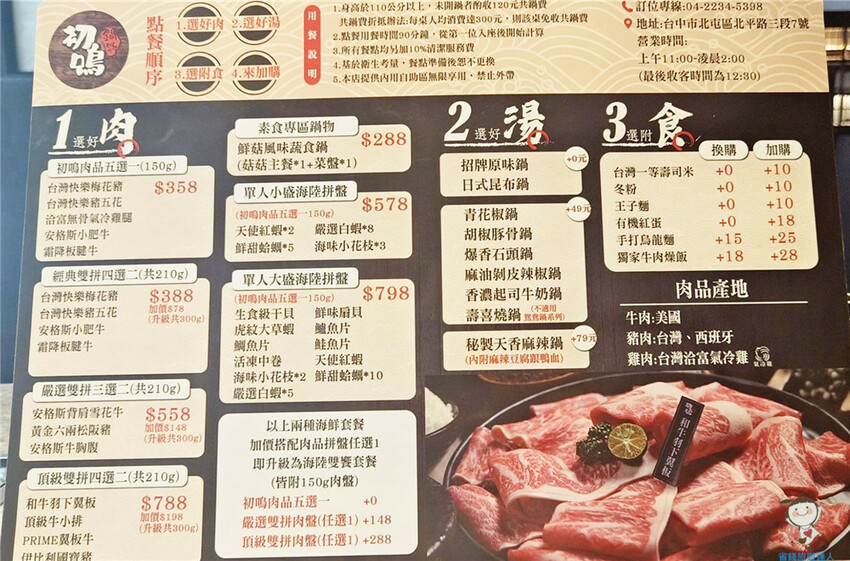 初鳴
點餐順序
1.選好肉
2.選好湯
3.選附食
4.來加購
用餐說明
1.身高於110公分以上，未開鍋者酌收120元共鍋費
共鍋費折抵辦法:每桌人均消費達300元，則該桌免收共鍋費
2.點餐用餐時間90分鐘，從第一位入座後開始計算
3.所有餐點均另加10%清潔服務費
4.基於衛生考量，餐點準備後恕不更換
5.本店提供內用自助區無限享用，禁止外帶
訂位專線:04-2234-5398
地址:台中市北屯區北平路三段7號
營業時間:
上午11:00-凌晨2:00
(最後收客時間為12:30)
1選好肉
初鳴肉品五選一(150g)
台灣快樂梅花豬 $358
台灣快樂豬五花
洽富無骨氣冷雞腿
安格斯小肥牛
霜降板腱牛
經典雙拼四選二(共210g)
台灣快樂梅花豬 $388
台灣快樂豬五花 加價$78
安格斯小肥牛 (升級共300g)
霜降板腱牛
嚴選雙拼三選二(共210g)
安格斯背肩雪花牛 $558
黃金六兩松阪豬 加價$148
安格斯牛胸腹 (升級共300g)
頂級雙拼四選二(共210g)
和牛羽下翼板 $788
頂級牛小排 加價$198
PRIME翼板牛 (升級共300g)
伊比利國寶豬
素食專區鍋物
鮮菇風味蔬食鍋 $288
(菇菇主餐*1+菜盤*1)
單人小盛海陸拼盤
(初鳴肉品五選一150g) $578
天使紅蝦*2 嚴選白蝦*8
鮮甜蛤蠣*5 海味小花枝*3
單人大盛海陸拼盤
(初鳴肉品五選一150g) $798
生食級干貝 鮮味扇貝
虎紋大草蝦 鱸魚片
鯛魚片 鮭魚片
活凍中卷 天使紅蝦
海味小花枝*2 鮮甜蛤蠣*10
嚴選白蝦*5
以上兩種海鮮套餐
加價搭配肉品拼盤任選1
即升級為海陸雙饗套餐
(皆附150g肉盤)
初鳴肉品五選一 +0
嚴選雙拼肉盤(任選1) +148
頂級雙拼肉盤(任選1) +288
2選好湯
招牌原味鍋 +0元
日式昆布鍋
青花椒鍋 +49元
胡椒豚骨鍋
爆香石頭鍋
麻油剝皮辣椒鍋
香濃起司牛奶鍋
壽喜燒鍋 (不適用鴛鴦鍋系列)
秘製天香麻辣鍋 +79元
(內附麻辣豆腐跟鴨血)
3選附食
換購 加購
台灣一等壽司米 +0 +10
冬粉 +0 +10
王子麵 +0 +10
有機紅蛋 +0 +18
手打烏龍麵 +15 +25
獨家牛肉燥飯 +18 +28
肉品產地
牛肉:美國
豬肉:台灣、西班牙
雞肉:台灣洽富氣冷雞
和牛羽下翼板